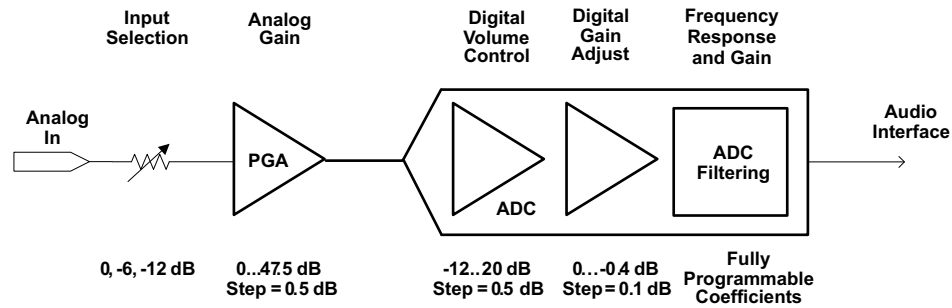 Input
Selection
Analog
Gain
Digital
Volume
Control
Digital
Gain
Adjust
Frequency
Response
and Gain
Analog
In
PGA
ADC
ADC
Filtering
Audio
Interface
0, -6, -12 dB
0...47.5 dB
Step = 0.5 dB
-12..20 dB
Step = 0.5 dB
0...-0.4 dB
Step = 0.1 dB
Fully
Programmable
Coefficients